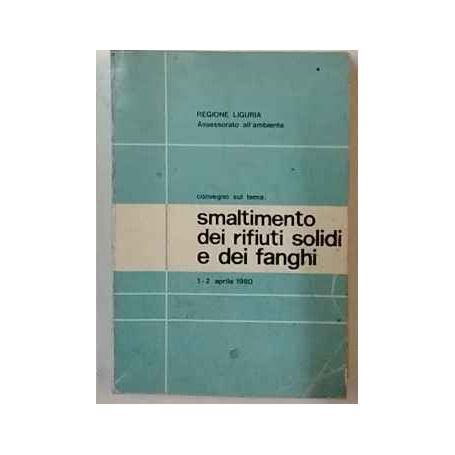 REGIONE LIGURIA
Assessorato all'ambiente
convegno sul tema:
smaltimento
dei rifiuti solidi
e dei fanghi
1-2 aprile 1980